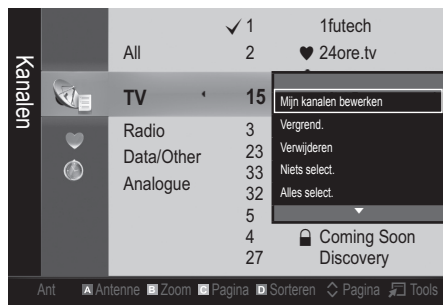 Kanalen
✓ 1 1futech
All 2 ♥ 24ore.tv
TV 15
Radio 3
Data/Other 23
Analogue 33
32
5
4 Coming Soon
27 Discovery
Mijn kanalen bewerken
Vergrend.
Verwijderen
Niets select.
Alles select.
Ant A Antenne B Zoom C Pagina D Sorteren Pagina Tools